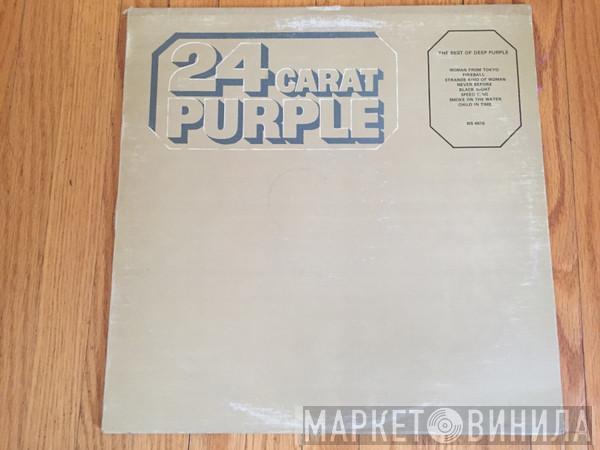 24 CARAT
PURPLE
THE BEST OF DEEP PURPLE
WOMAN FROM TOKYO
FIREBALL
STRANGE KIND OF WOMAN
NEVER BEFORE
BLACK NIGHT
SPEED KING
SMOKE ON THE WATER
CHILD IN TIME
МАРКЕТ ВИНИЛА